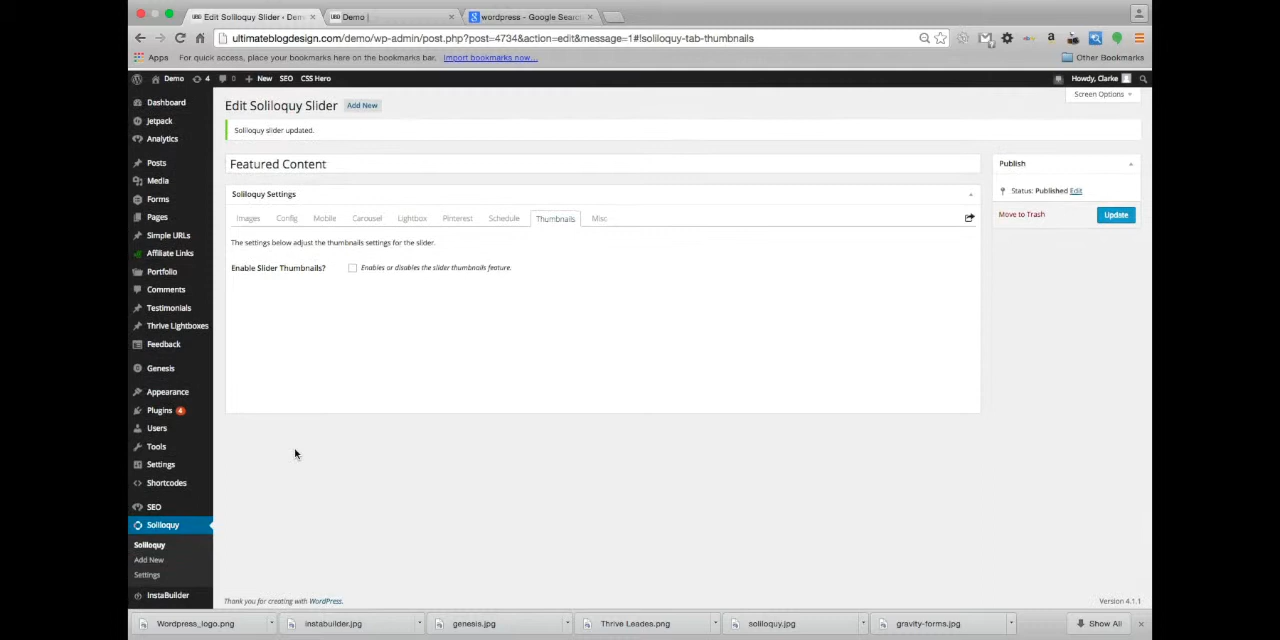 Edit Soliloquy Slider ‹ Dem
Demo |
wordpress - Google Searc
ultimateblogdesign.com/demo/wp-admin/post.php?post=4734&action=edit&message=1#!soliloquy-tab-thumbnails
Apps For quick access, place your bookmarks here on the bookmarks bar. Import bookmarks now...
Other Bookmarks
Demo 4 0 + New SEO CSS Hero
Howdy, Clarke
Screen Options
Dashboard
Jetpack
Analytics
Posts
Media
Forms
Pages
Simple URLs
Affiliate Links
Portfolio
Comments
Testimonials
Thrive Lightboxes
Feedback
Genesis
Appearance
Plugins 4
Users
Tools
Settings
Shortcodes
SEO
Soliloquy
Soliloquy
Add New
Settings
InstaBuilder
Edit Soliloquy Slider Add New
Soliloquy slider updated.
Featured Content
Soliloquy Settings
Images Config Mobile Carousel Lightbox Pinterest Schedule Thumbnails Misc
The settings below adjust the thumbnails settings for the slider.
Enable Slider Thumbnails? Enables or disables the slider thumbnails feature.
Publish
Status: Published Edit
Move to Trash Update
Thank you for creating with WordPress.
Version 4.1.1
Wordpress_logo.png
instabuilder.jpg
genesis.jpg
Thrive Leades.png
soliloquy.jpg
gravity-forms.jpg
Show All